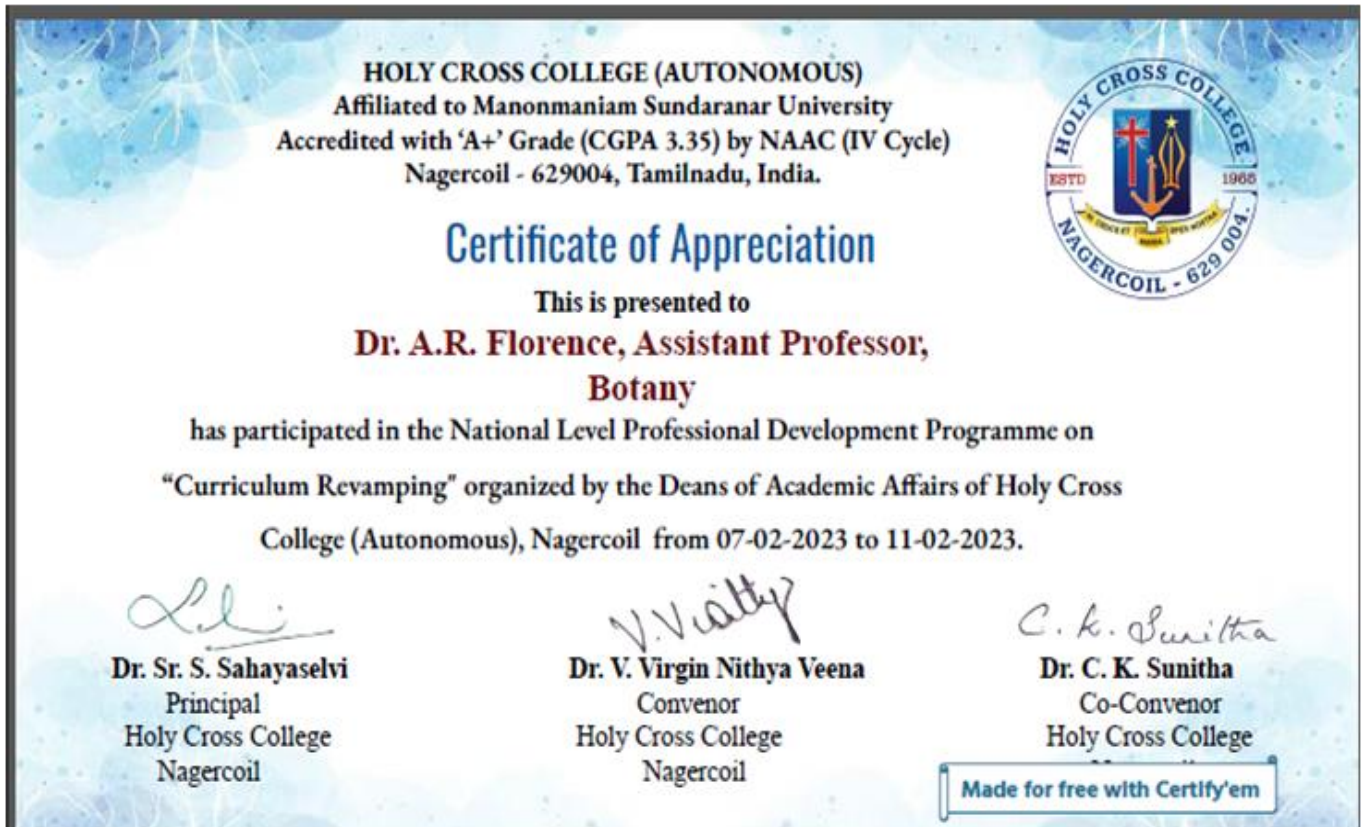 HOLY CROSS COLLEGE (AUTONOMOUS)
Affiliated to Manonmaniam Sundaranar University
Accredited with ‘A+’ Grade (CGPA 3.35) by NAAC (IV Cycle)
Nagercoil - 629004, Tamilnadu, India.
HOLY CROSS COLLEGE
ESTD 1965
NAGERCOIL - 629 004.
Certificate of Appreciation
This is presented to
Dr. A.R. Florence, Assistant Professor,
Botany
has participated in the National Level Professional Development Programme on
“Curriculum Revamping" organized by the Deans of Academic Affairs of Holy Cross
College (Autonomous), Nagercoil from 07-02-2023 to 11-02-2023.
C. K. Sunitha
Dr. Sr. S. Sahayaselvi
Principal
Holy Cross College
Nagercoil
Dr. V. Virgin Nithya Veena
Convenor
Holy Cross College
Nagercoil
Dr. C. K. Sunitha
Co-Convenor
Holy Cross College
Made for free with Certify'em